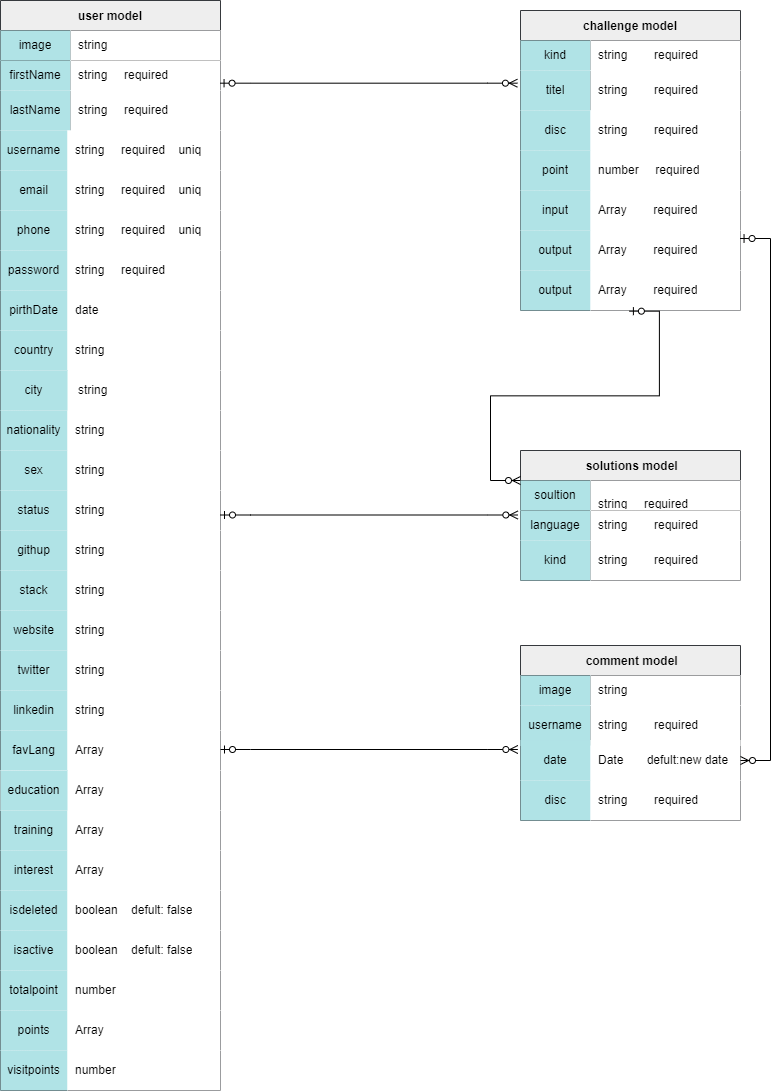 user model
image string
firstName string required
lastName string required
username string required uniq
email string required uniq
phone string required uniq
password string required
pirthDate date
country string
city string
nationality string
sex string
status string
githup string
stack string
website string
twitter string
linkedin string
favLang Array
education Array
training Array
interest Array
isdeleted boolean defult: false
isactive boolean defult: false
totalpoint number
points Array
visitpoints number
challenge model
kind string required
titel string required
disc string required
point number required
input Array required
output Array required
output Array required
solutions model
soultion string required
language string required
kind string required
comment model
image string
username string required
date Date defult:new date
disc string required